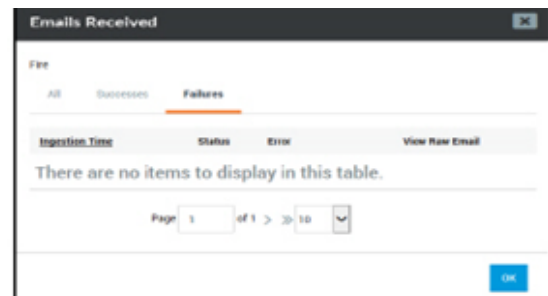 Emails Received
Fire
All Successes Failures
Ingestion Time Status Error View Raw Email
There are no items to display in this table.
Page 1 of 1 > >> 10
OK